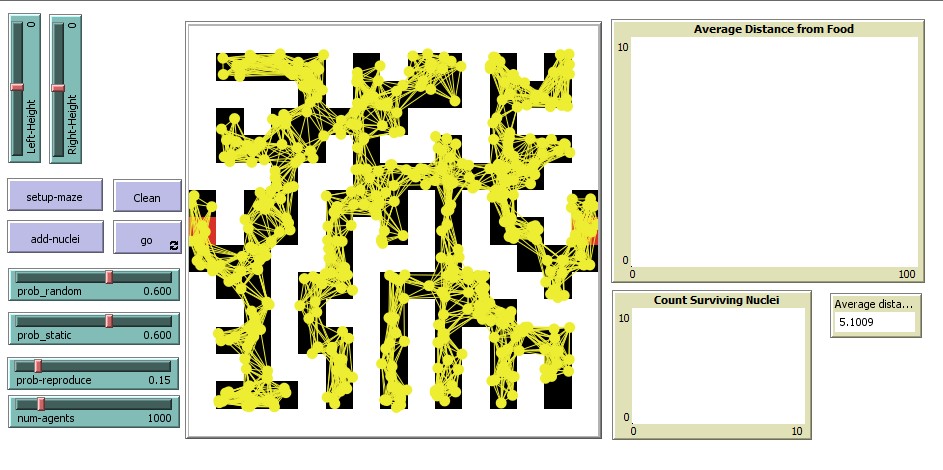 0
Left-Height
0
Right-Height
setup-maze
Clean
add-nuclei
go
prob_random 0.600
prob_static 0.600
prob-reproduce 0.15
num-agents 1000
Average Distance from Food
10
0
0 100
Count Surviving Nuclei
10
0
0 10
Average dista...
5.1009